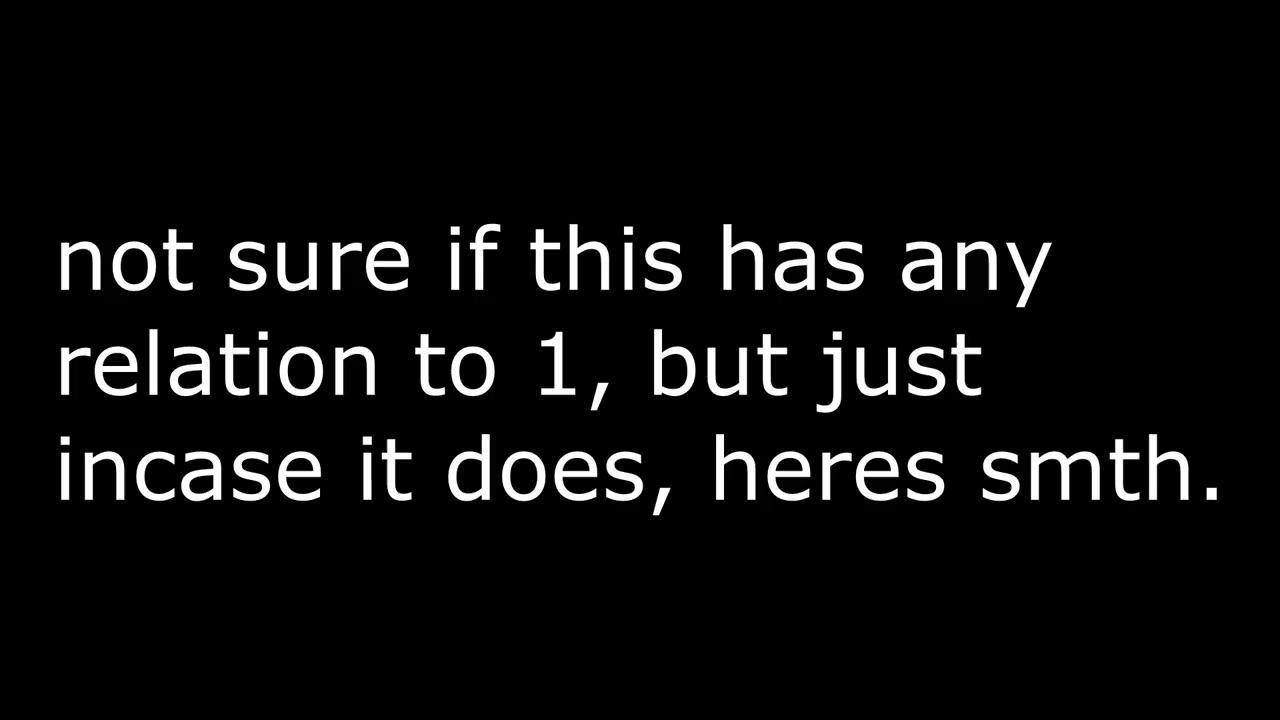 not sure if this has any
relation to 1, but just
incase it does, heres smth.